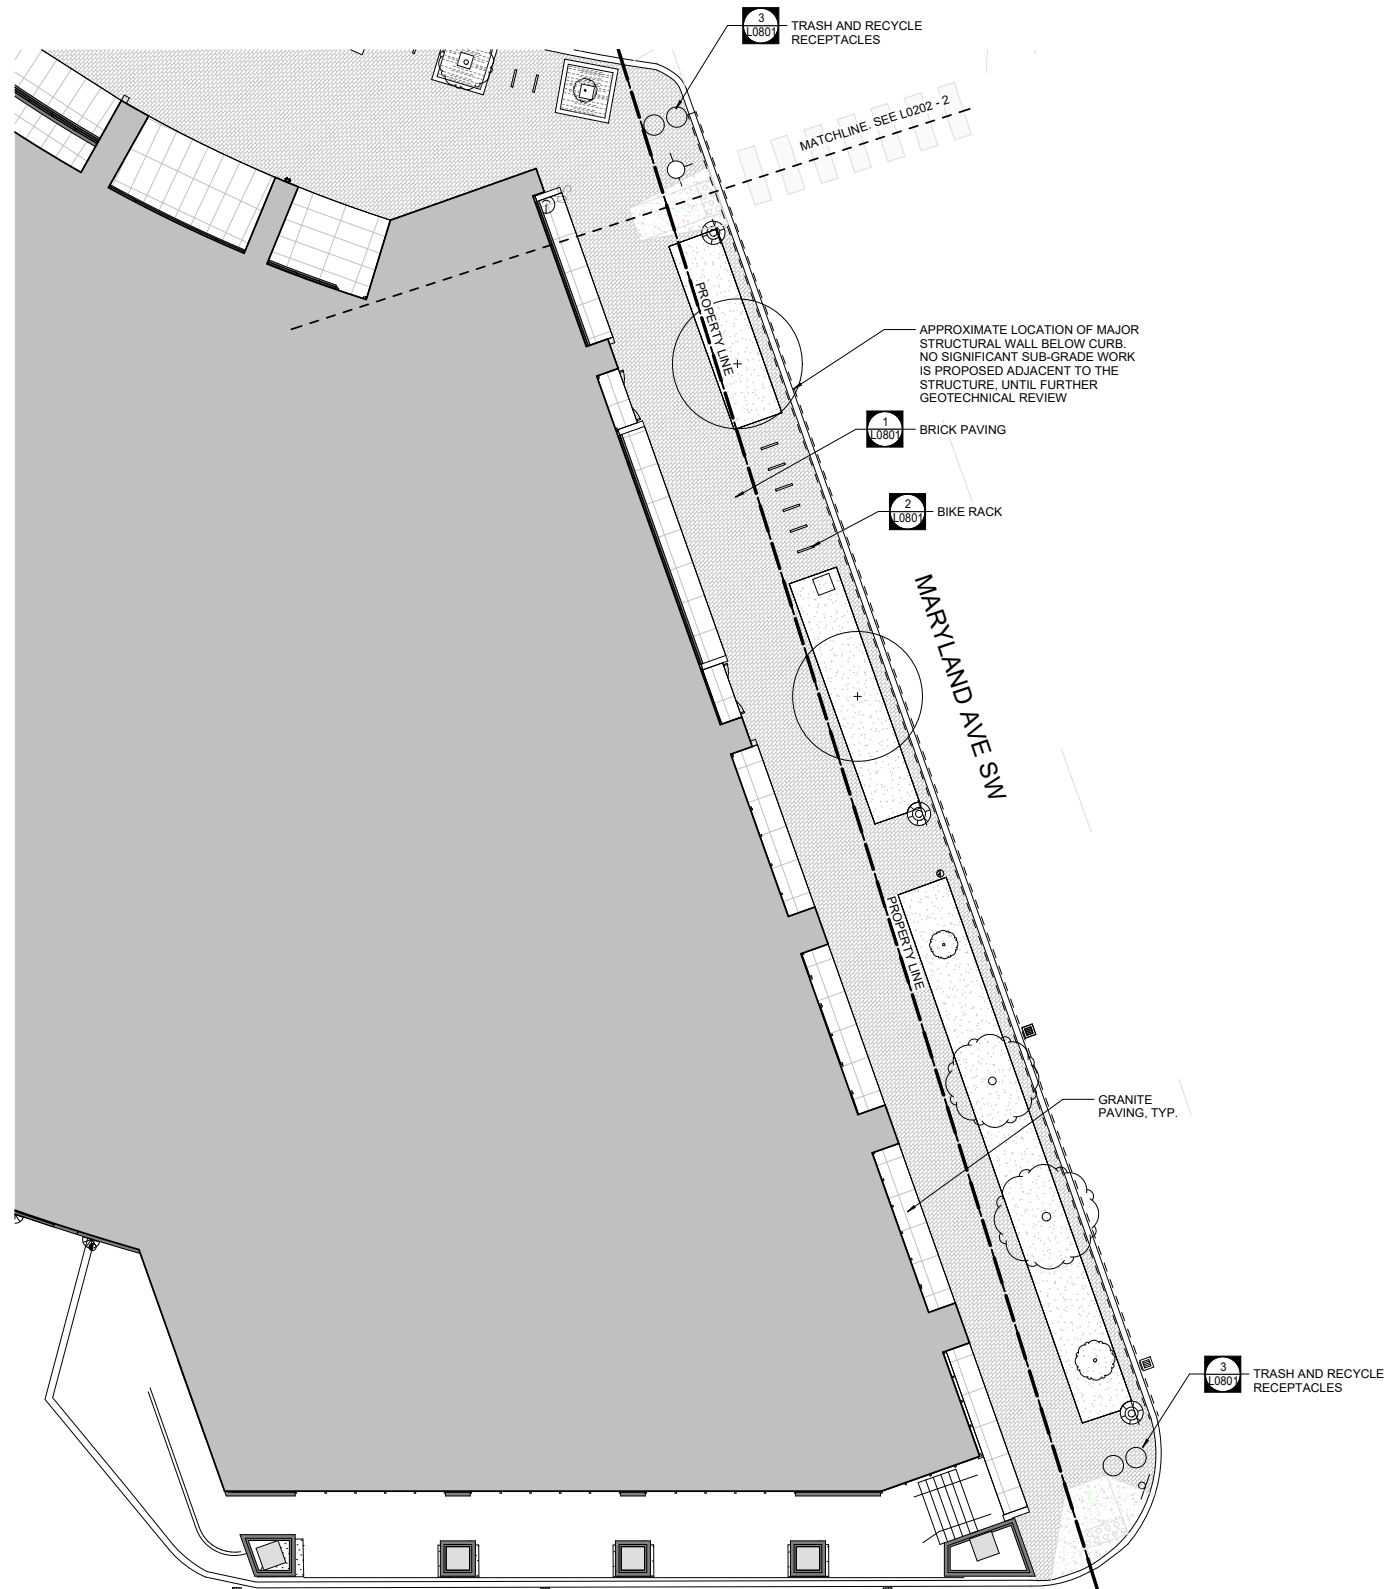 3
L0801
TRASH AND RECYCLE
RECEPTACLES
MATCHLINE. SEE L0202 - 2
PROPERTY LINE
APPROXIMATE LOCATION OF MAJOR
STRUCTURAL WALL BELOW CURB.
NO SIGNIFICANT SUB-GRADE WORK
IS PROPOSED ADJACENT TO THE
STRUCTURE, UNTIL FURTHER
GEOTECHNICAL REVIEW
1
L0801
BRICK PAVING
2
L0801
BIKE RACK
MARYLAND AVE SW
PROPERTY LINE
GRANITE
PAVING, TYP.
3
L0801
TRASH AND RECYCLE
RECEPTACLES